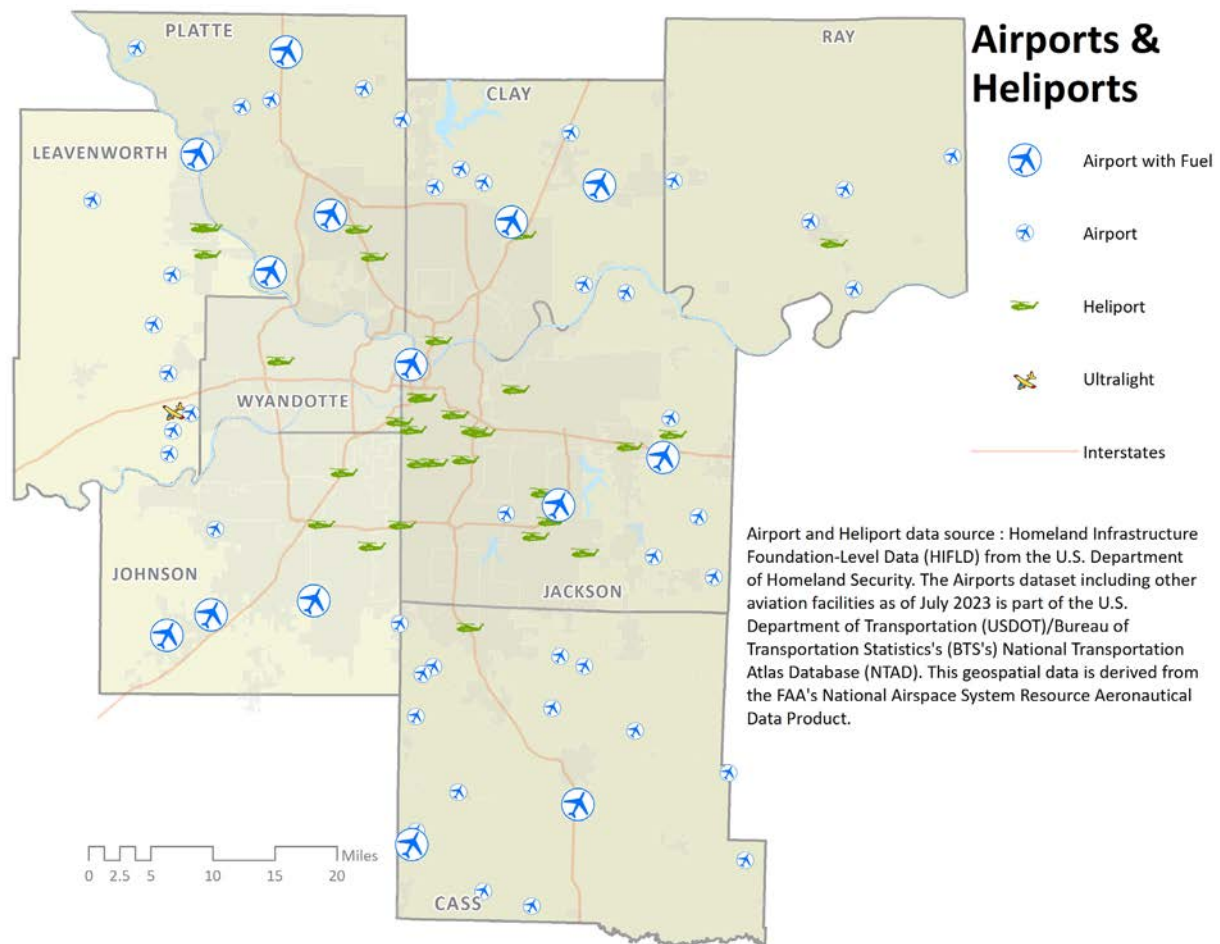 PLATTE
RAY
CLAY
LEAVENWORTH
WYANDOTTE
JOHNSON
JACKSON
CASS
Miles
0 2.5 5 10 15 20
Airports &
Heliports
Airport with Fuel
Airport
Heliport
Ultralight
Interstates
Airport and Heliport data source : Homeland Infrastructure
Foundation-Level Data (HIFLD) from the U.S. Department
of Homeland Security. The Airports dataset including other
aviation facilities as of July 2023 is part of the U.S.
Department of Transportation (USDOT)/Bureau of
Transportation Statistics's (BTS's) National Transportation
Atlas Database (NTAD). This geospatial data is derived from
the FAA's National Airspace System Resource Aeronautical
Data Product.